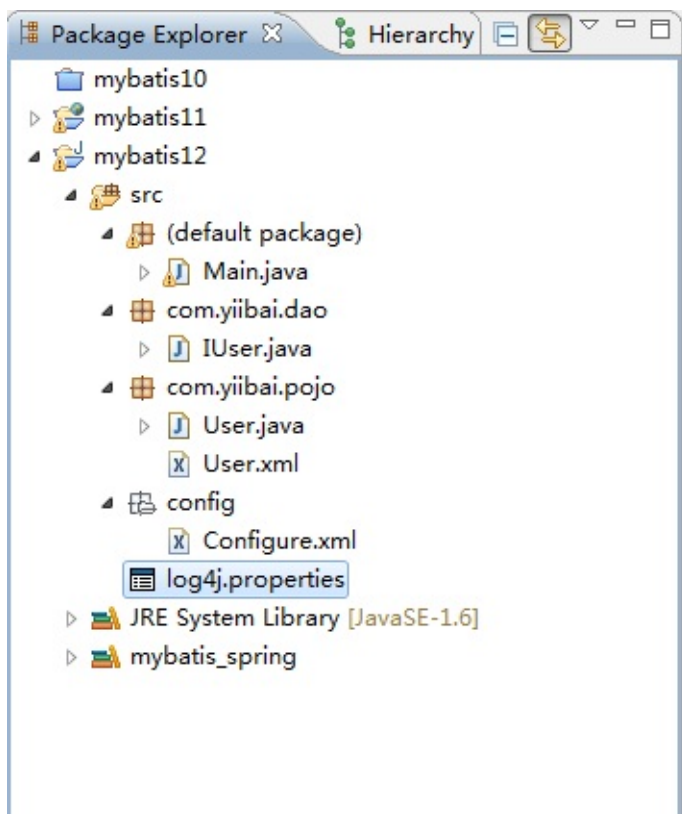 Package Explorer Hierarchy
mybatis10
mybatis11
mybatis12
src
(default package)
Main.java
com.yiibai.dao
IUser.java
com.yiibai.pojo
User.java
User.xml
config
Configure.xml
log4j.properties
JRE System Library [JavaSE-1.6]
mybatis_spring